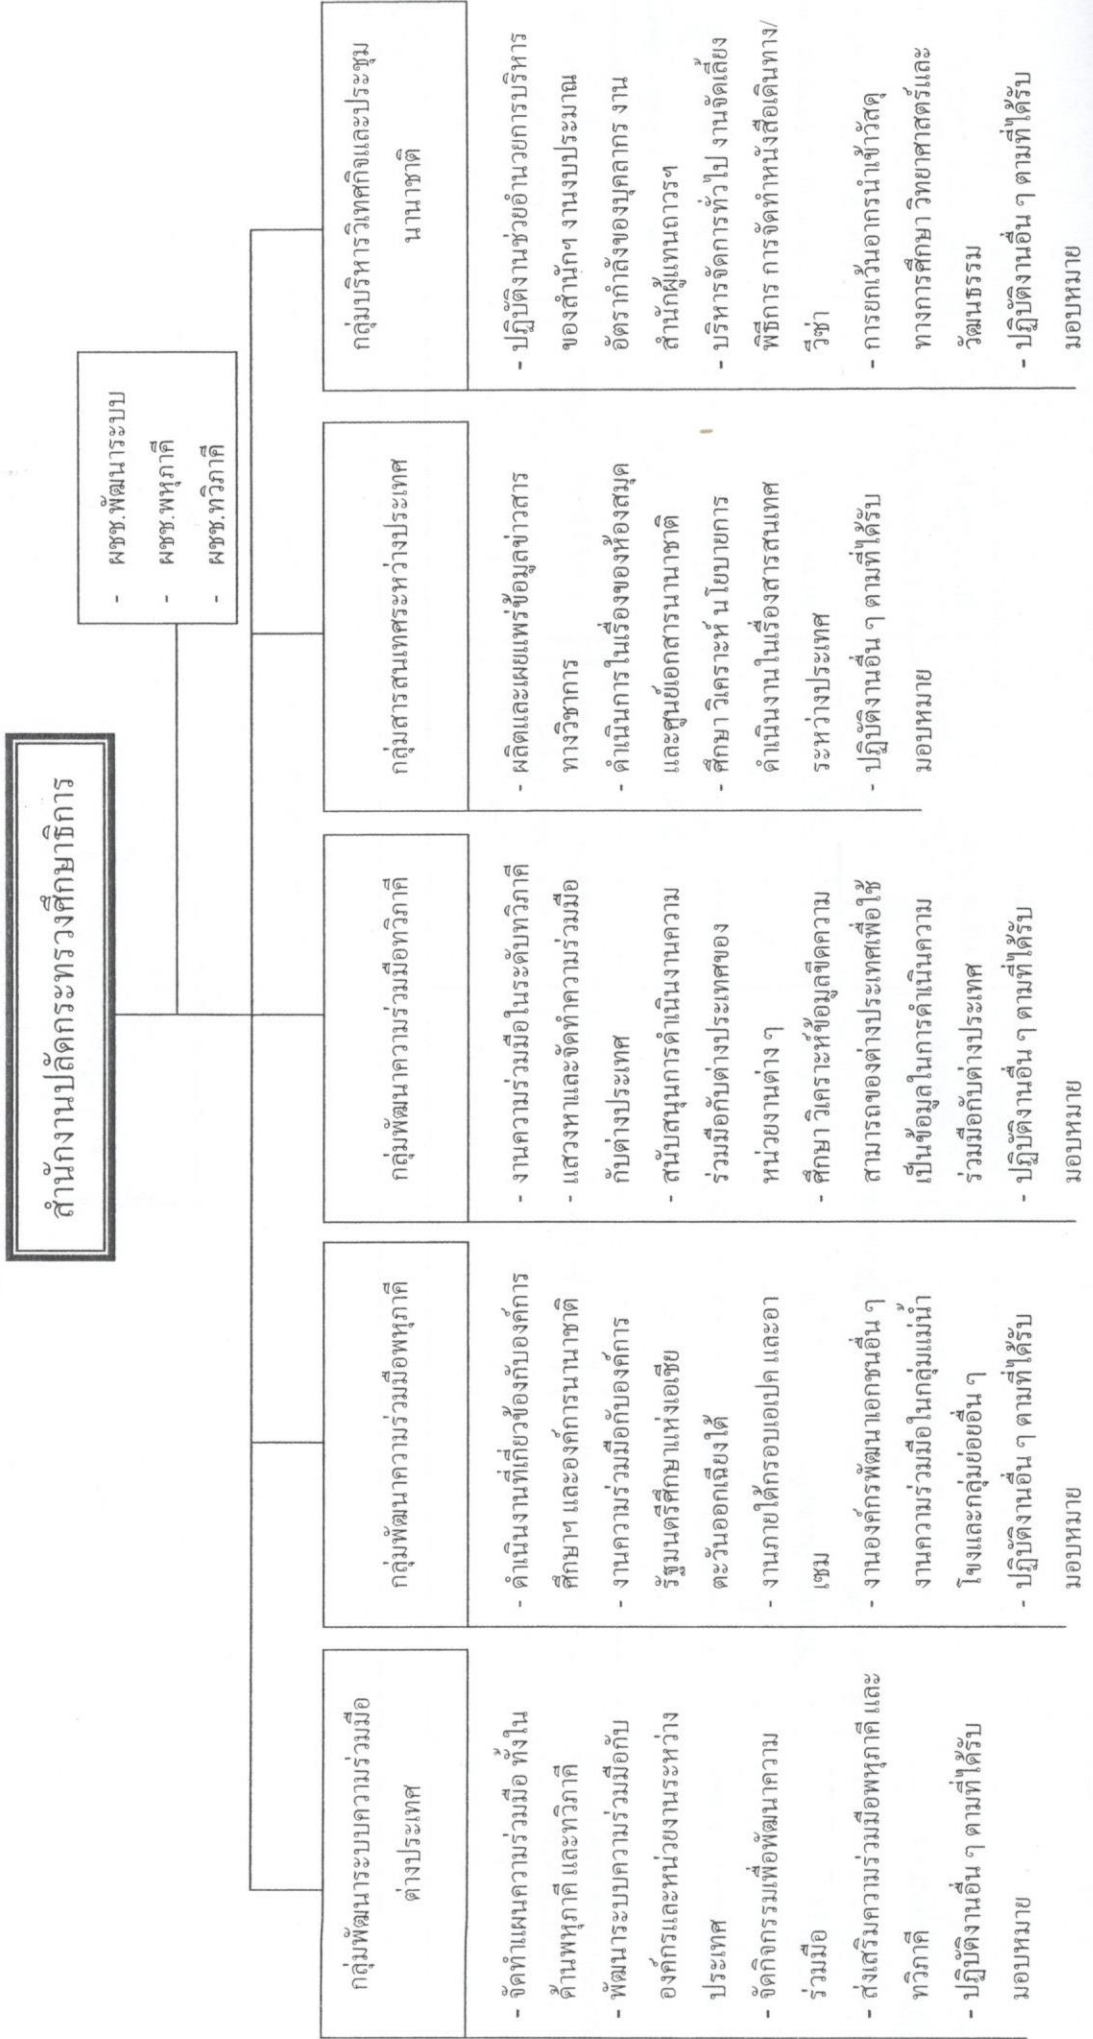 สำนักงานปลัดกระทรวงศึกษาธิการ
- ผชช.พัฒนาระบบ
- ผชช.พหุภาคี
- ผชช.ทวิภาคี
กลุ่มพัฒนาระบบความร่วมมือ
ต่างประเทศ
- จัดทำแผนความร่วมมือ ทั้งใน
ด้านพหุภาคี และทวิภาคี
- พัฒนาระบบความร่วมมือกับ
องค์กรและหน่วยงานระหว่าง
ประเทศ
- จัดกิจกรรมเพื่อพัฒนาความ
ร่วมมือ
- ส่งเสริมความร่วมมือพหุภาคี และ
ทวิภาคี
- ปฏิบัติงานอื่น ๆ ตามที่ได้รับ
มอบหมาย
กลุ่มพัฒนาความร่วมมือพหุภาคี
- ดำเนินงานที่เกี่ยวข้องกับองค์การ
ศึกษาฯ และองค์การนานาชาติ
- งานความร่วมมือกับองค์การ
รัฐมนตรีศึกษาแห่งเอเชีย
ตะวันออกเฉียงใต้
- งานภายใต้กรอบเอเปค และอา
เซม
- งานองค์กรพัฒนาเอกชนอื่น ๆ
งานความร่วมมือในกลุ่มแม่น้ำ
โขงและกลุ่มย่อยอื่น ๆ
- ปฏิบัติงานอื่น ๆ ตามที่ได้รับ
มอบหมาย
กลุ่มพัฒนาความร่วมมือทวิภาคี
- งานความร่วมมือในระดับทวิภาคี
- แสวงหาและจัดทำความร่วมมือ
กับต่างประเทศ
- สนับสนุนการดำเนินงานความ
ร่วมมือกับต่างประเทศของ
หน่วยงานต่าง ๆ
- ศึกษา วิเคราะห์ข้อมูลขีดความ
สามารถของต่างประเทศเพื่อใช้
เป็นข้อมูลในการดำเนินความ
ร่วมมือกับต่างประเทศ
- ปฏิบัติงานอื่น ๆ ตามที่ได้รับ
มอบหมาย
กลุ่มสารสนเทศระหว่างประเทศ
- ผลิตและเผยแพร่ข้อมูลข่าวสาร
ทางวิชาการ
- ดำเนินการในเรื่องของห้องสมุด
และศูนย์เอกสารนานาชาติ
- ศึกษา วิเคราะห์ นโยบายการ
ดำเนินงานในเรื่องสารสนเทศ
ระหว่างประเทศ
- ปฏิบัติงานอื่น ๆ ตามที่ได้รับ
มอบหมาย
กลุ่มบริหารวิเทศกิจและประชุม
นานาชาติ
- ปฏิบัติงานช่วยอำนวยการบริหาร
ของสำนักฯ งานงบประมาณ
อัตรากำลังของบุคลากร งาน
สำนักผู้แทนถาวรฯ
- บริหารจัดการทั่วไป งานจัดเลี้ยง
พิธีการ การจัดทำหนังสือเดินทาง/
วีซ่า
- การยกเว้นอากรนำเข้าวัสดุ
ทางการศึกษา วิทยาศาสตร์และ
วัฒนธรรม
- ปฏิบัติงานอื่น ๆ ตามที่ได้รับ
มอบหมาย